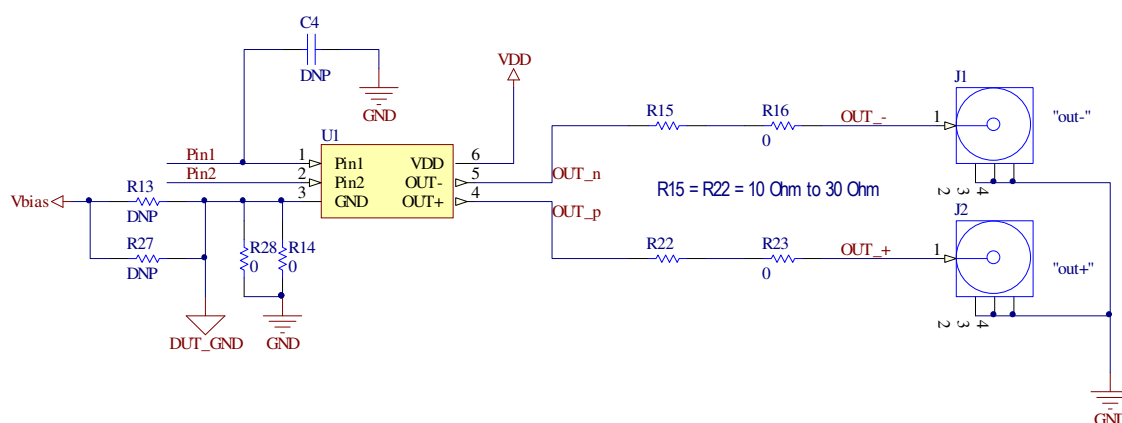 C4
DNP
GND
VDD
U1
Pin1
Pin2
1
2
3
Pin1
Pin2
GND
VDD
OUT-
OUT+
6
5
4
OUT_n
OUT_p
Vbias
R13
DNP
R27
DNP
R28
0
R14
0
DUT_GND
GND
R15
R16
0
OUT_-
R15 = R22 = 10 Ohm to 30 Ohm
R22
R23
0
OUT_+
J1
1
"out-"
2
3
4
J2
1
"out+"
2
3
4
GND